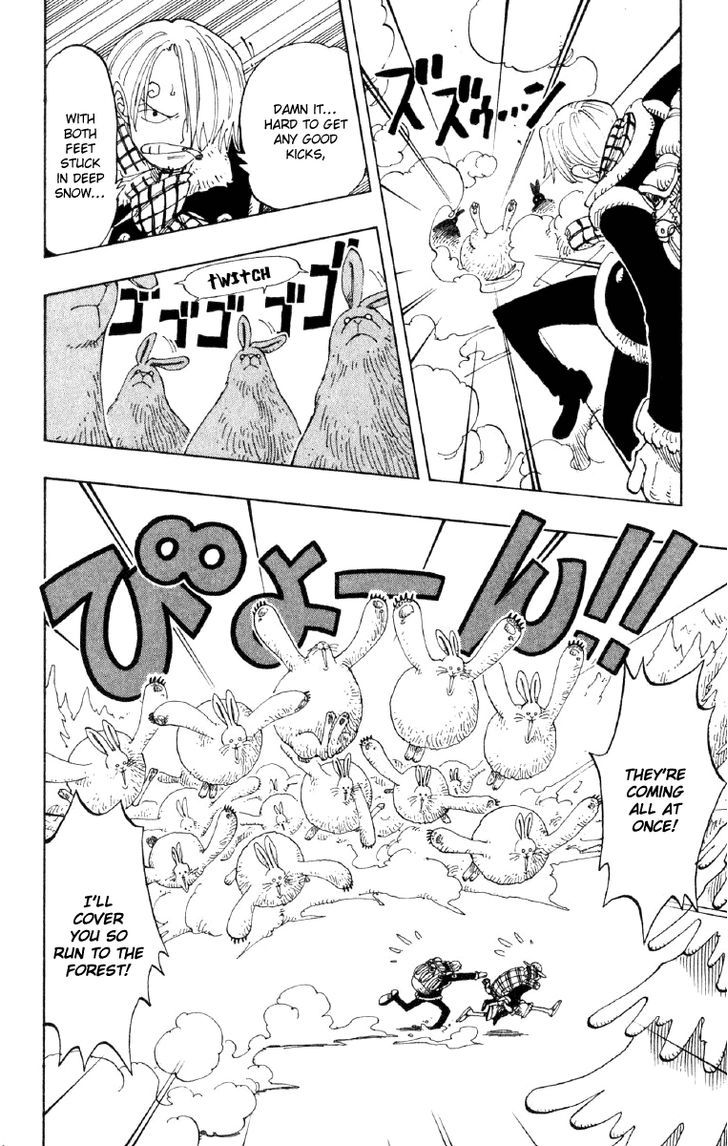 ズズゥ…ン
DAMN IT...
HARD TO GET
ANY GOOD
KICKS,
WITH
BOTH
FEET
STUCK
IN DEEP
SNOW...
TWITCH
ゴゴゴゴゴ
ぴょーん!!
THEY'RE
COMING
ALL AT
ONCE!
I'LL
COVER
YOU SO
RUN TO THE
FOREST!